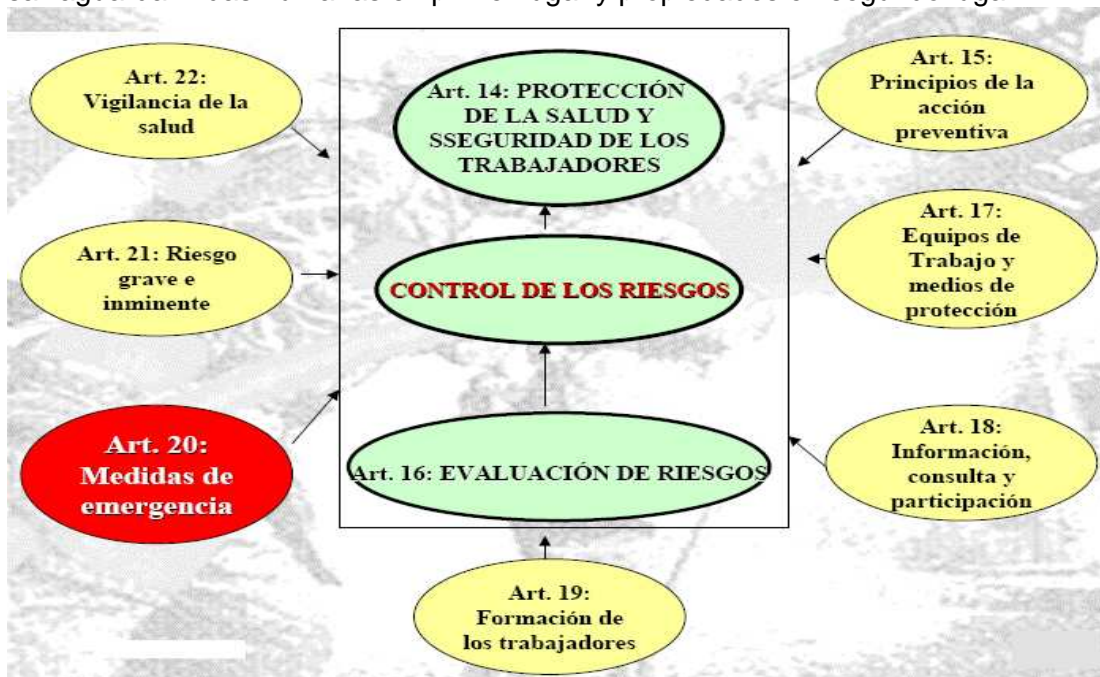 Art. 22:
Vigilancia de la
salud
Art. 14: PROTECCIÓN
DE LA SALUD Y
SSEGURIDAD DE LOS
TRABAJADORES
Art. 15:
Principios de la
acción
preventiva
Art. 21: Riesgo
grave e
inminente
CONTROL DE LOS RIESGOS
Art. 17:
Equipos de
Trabajo y
medios de
protección
Art. 20:
Medidas de
emergencia
Art. 16: EVALUACIÓN DE RIESGOS
Art. 18:
Información,
consulta y
participación
Art. 19:
Formación de
los trabajadores